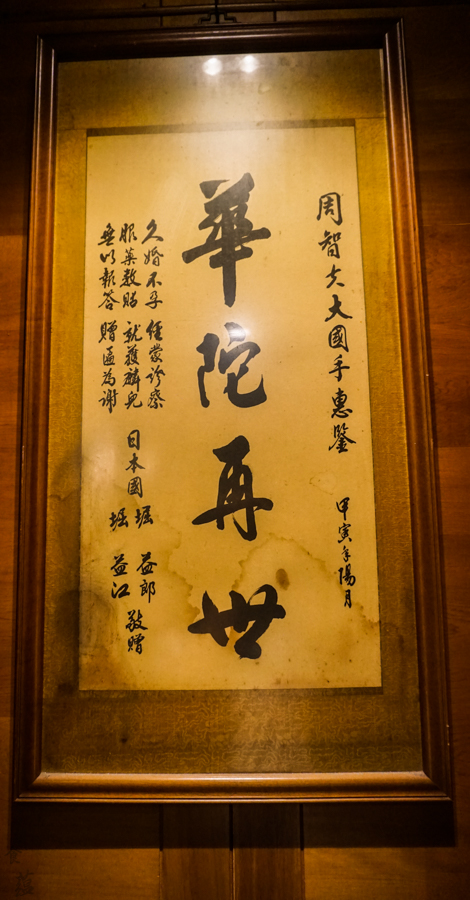 周智夫大國手惠鑒
甲寅年陽月
華陀再世
久婚不孕 經蒙診察
服藥數貼 就獲麟兒
無以報答 贈匾為謝
日本國堀 益郎
堀 益江
敬贈